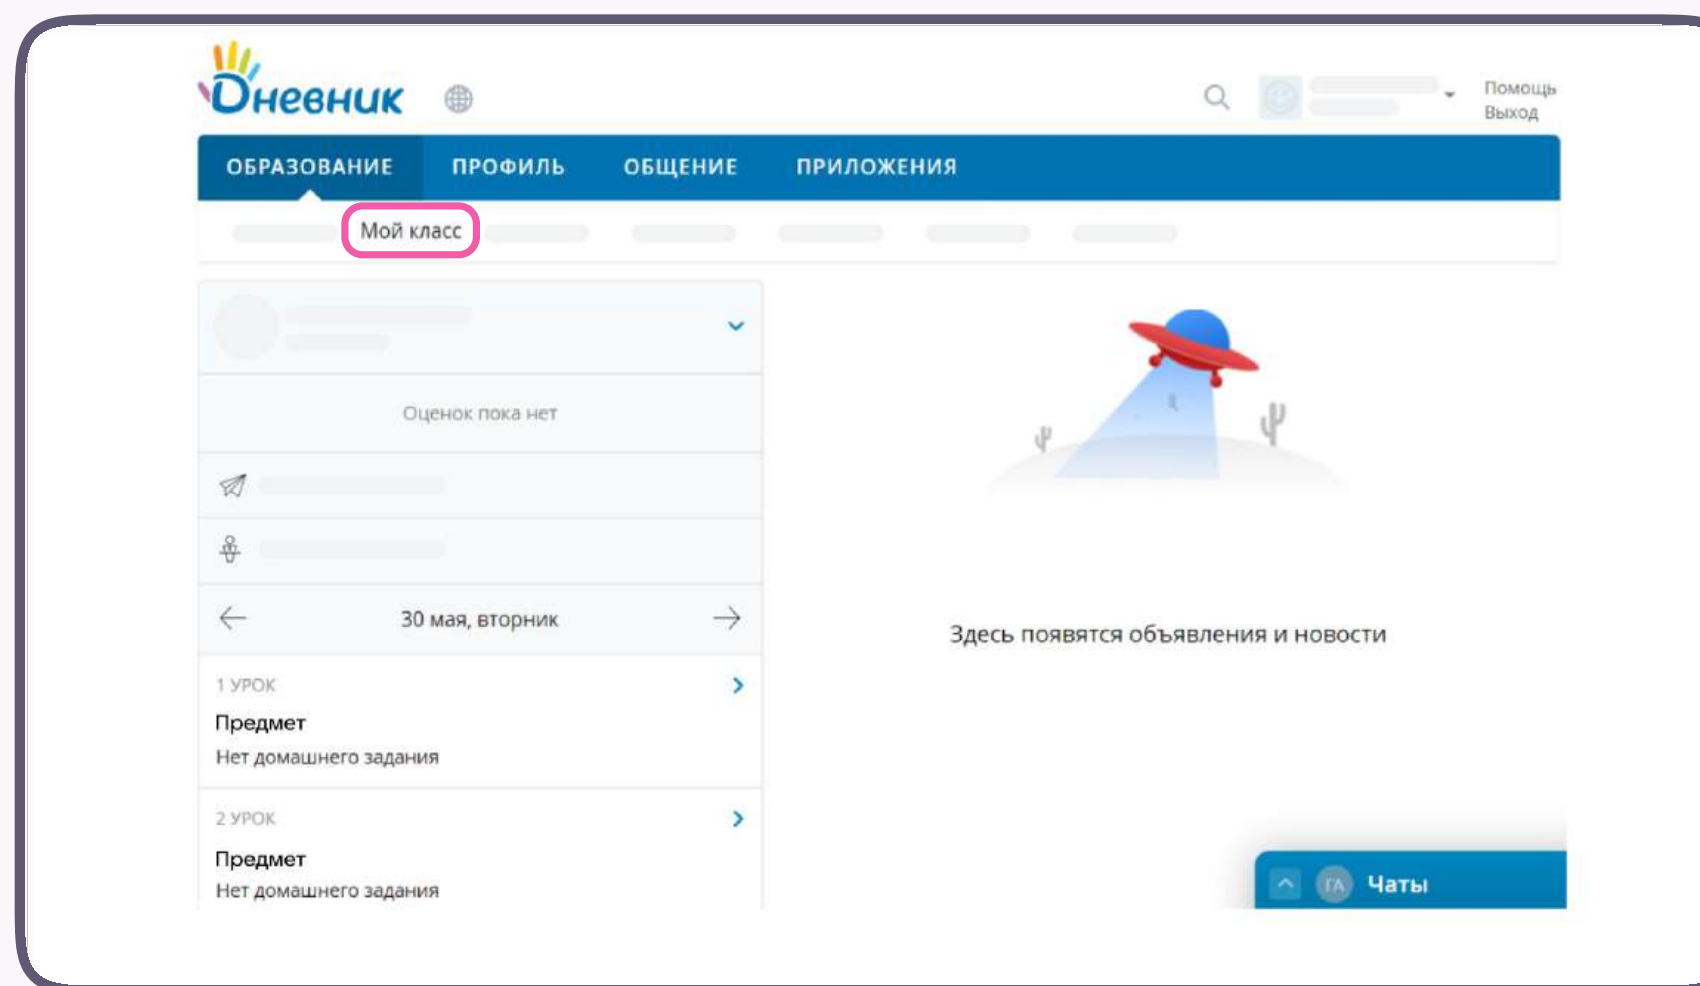 Дневник
Помощь
Выход
ОБРАЗОВАНИЕ ПРОФИЛЬ ОБЩЕНИЕ ПРИЛОЖЕНИЯ
Мой класс
Оценок пока нет
30 мая, вторник
1 УРОК
Предмет
Нет домашнего задания
2 УРОК
Предмет
Нет домашнего задания
Здесь появятся объявления и новости
ГА Чаты